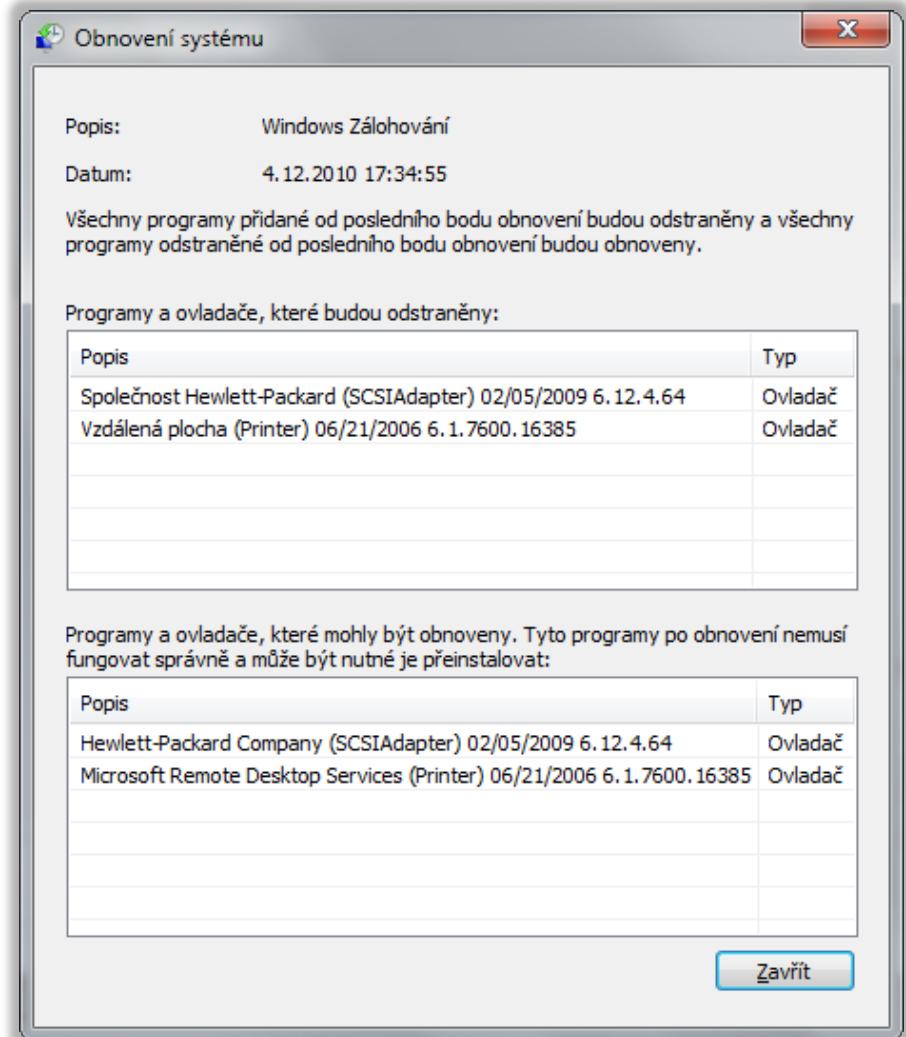 Obnovení systému
Popis: Windows Zálohování
Datum: 4.12.2010 17:34:55
Všechny programy přidané od posledního bodu obnovení budou odstraněny a všechny
programy odstraněné od posledního bodu obnovení budou obnoveny.
Programy a ovladače, které budou odstraněny:
Popis Typ
Společnost Hewlett-Packard (SCSIAdapter) 02/05/2009 6.12.4.64 Ovladač
Vzdálená plocha (Printer) 06/21/2006 6.1.7600.16385 Ovladač
Programy a ovladače, které mohly být obnoveny. Tyto programy po obnovení nemusí
fungovat správně a může být nutné je přeinstalovat:
Popis Typ
Hewlett-Packard Company (SCSIAdapter) 02/05/2009 6.12.4.64 Ovladač
Microsoft Remote Desktop Services (Printer) 06/21/2006 6.1.7600.16385 Ovladač
Zavřít